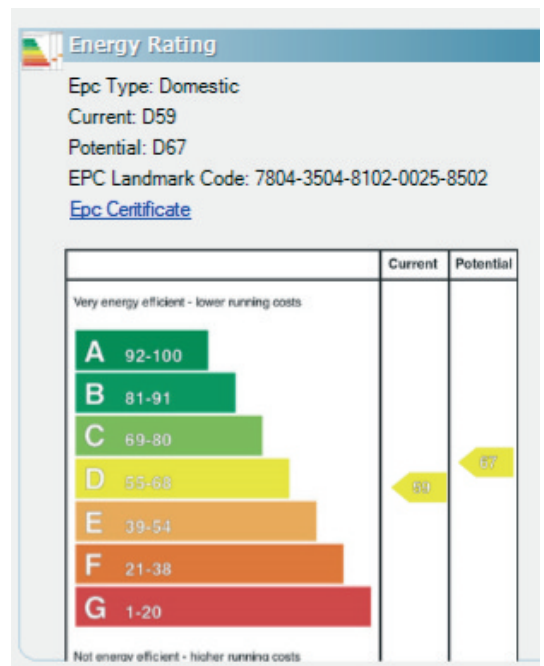 Energy Rating
Epc Type: Domestic
Current: D59
Potential: D67
EPC Landmark Code: 7804-3504-8102-0025-8502
Epc Ceritificate
Current Potential
Very energy efficient - lower running costs
A 92-100
B 81-91
C 69-80
D 55-68
E 39-54
F 21-38
G 1-20
67
59
Not energy efficient - higher running costs